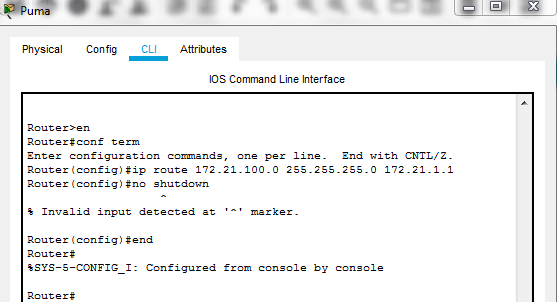 Puma
Physical Config CLI Attributes
IOS Command Line Interface
Router>en
Router#conf term
Enter configuration commands, one per line.  End with CNTL/Z.
Router(config)#ip route 172.21.100.0 255.255.255.0 172.21.1.1
Router(config)#no shutdown
                  ^
% Invalid input detected at '^' marker.
Router(config)#end
Router#
%SYS-5-CONFIG_I: Configured from console by console
Router#